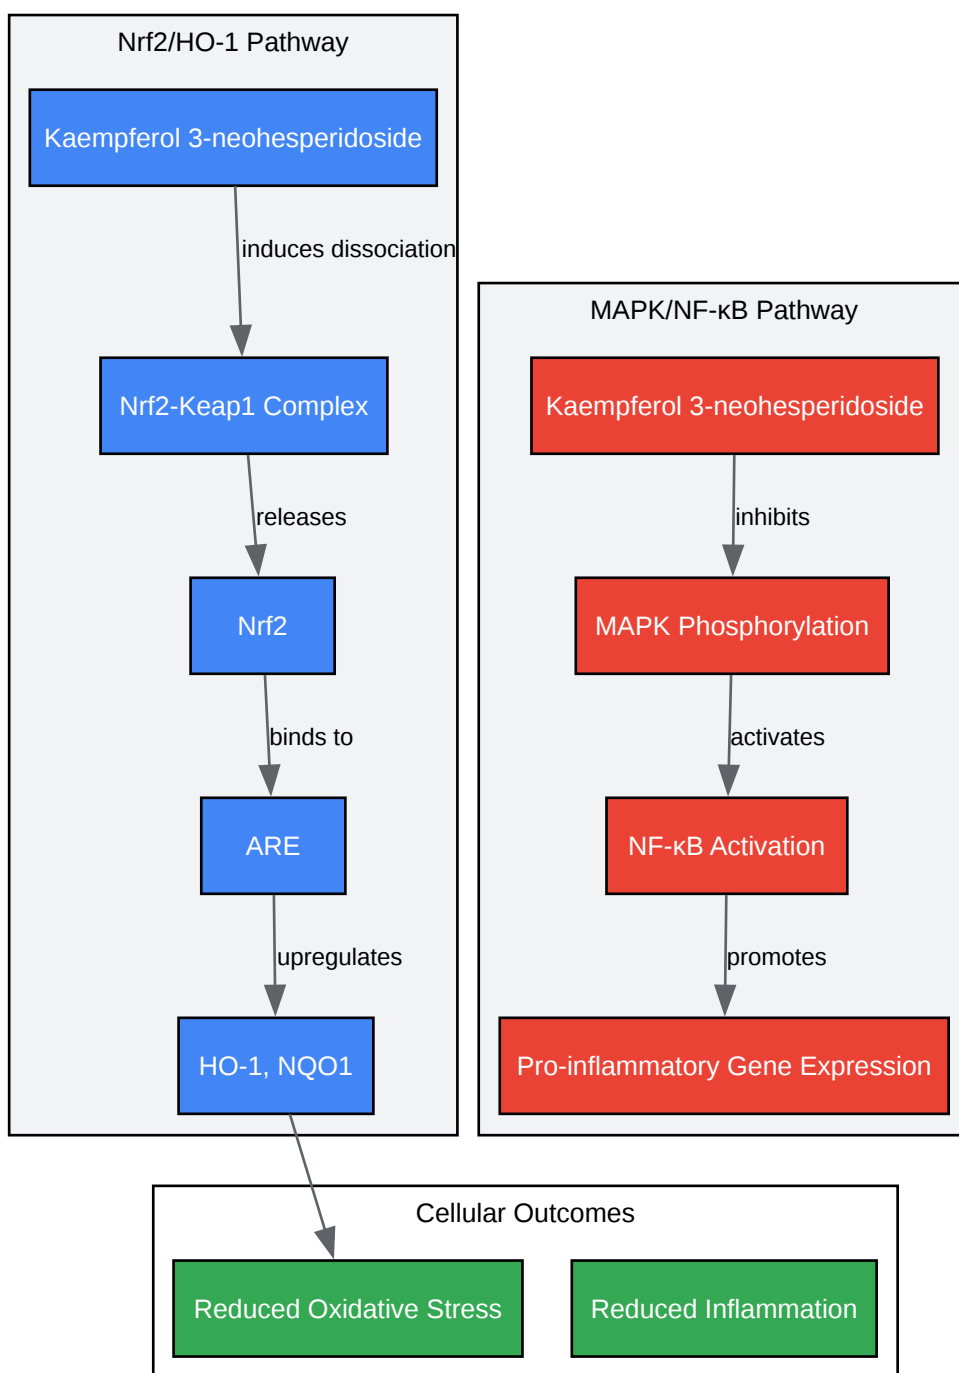 Nrf2/HO-1 Pathway
Kaempferol 3-neohesperidoside
induces dissociation
Nrf2-Keap1 Complex
releases
Nrf2
binds to
ARE
upregulates
HO-1, NQO1
MAPK/NF-κB Pathway
Kaempferol 3-neohesperidoside
inhibits
MAPK Phosphorylation
activates
NF-κB Activation
promotes
Pro-inflammatory Gene Expression
Cellular Outcomes
Reduced Oxidative Stress
Reduced Inflammation